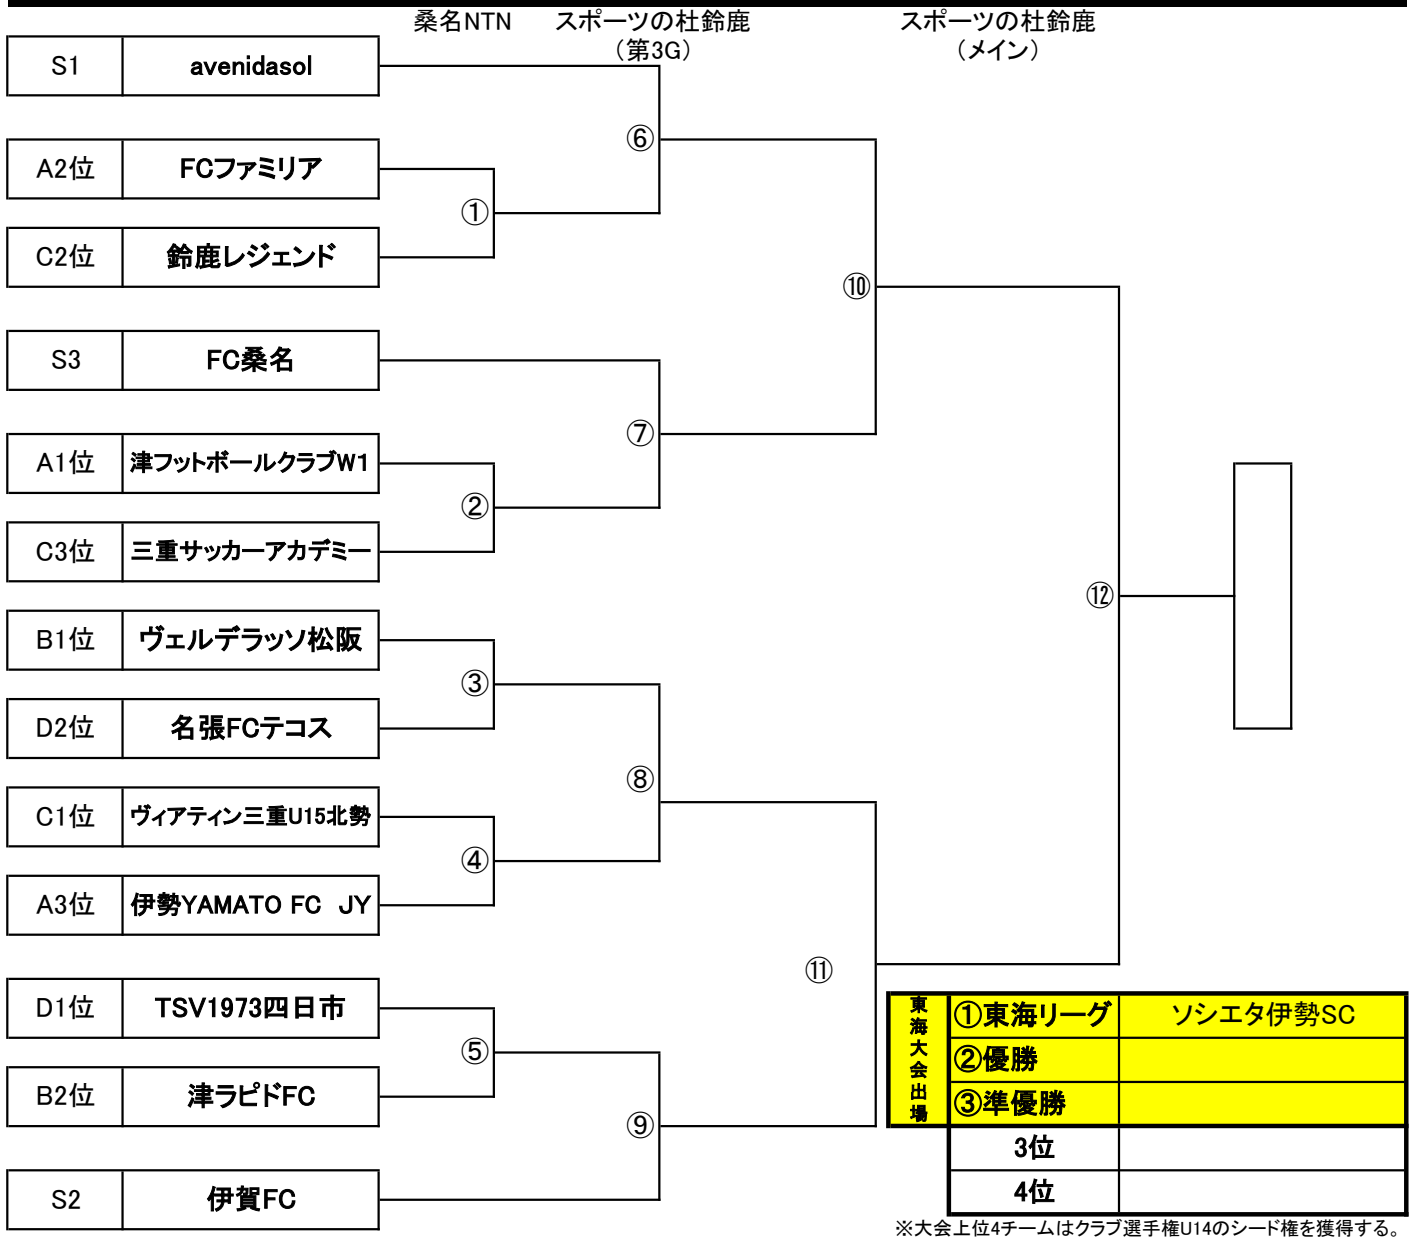 桑名NTN　スポーツの杜鈴鹿　スポーツの杜鈴鹿
（第3G）　（メイン）
S1　avenidasol
⑥
A2位　FCファミリア
①
C2位　鈴鹿レジェンド
⑩
S3　FC桑名
⑦
A1位　津フットボールクラブW1
②
C3位　三重サッカーアカデミー
⑫
B1位　ヴェルデラッソ松阪
③
D2位　名張FCテコス
⑧
C1位　ヴィアティン三重U15北勢
④
A3位　伊勢YAMATO FC　JY
⑪
D1位　TSV1973四日市
⑤
B2位　津ラピドFC
⑨
S2　伊賀FC
東海大会出場
①東海リーグ　ソシエタ伊勢SC
②優勝
③準優勝
3位
4位
※大会上位4チームはクラブ選手権U14のシード権を獲得する。